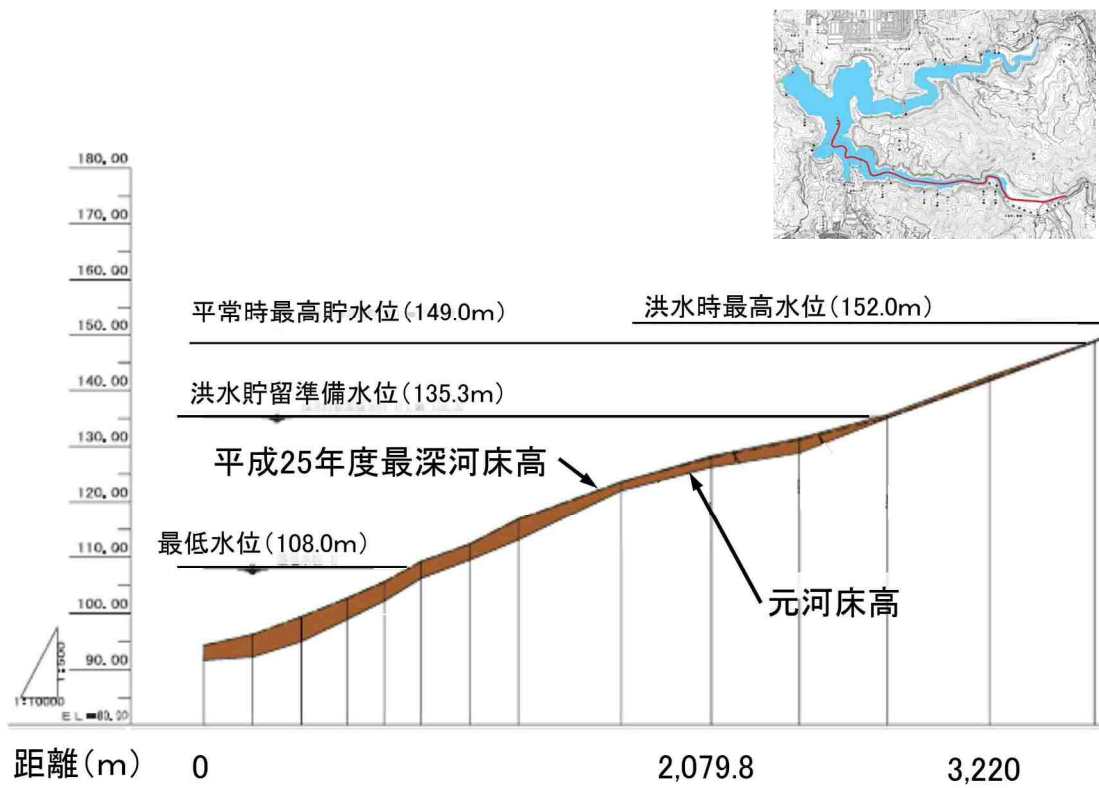 180.00
170.00
160.00
平常時最高貯水位(149.0m)
洪水時最高水位(152.0m)
150.00
140.00
洪水貯留準備水位(135.3m)
130.00
平成25年度最深河床高
120.00
最低水位(108.0m)
110.00
元河床高
100.00
90.00
1:500
1:10000
EL=80.00
距離(m) 0 2,079.8 3,220